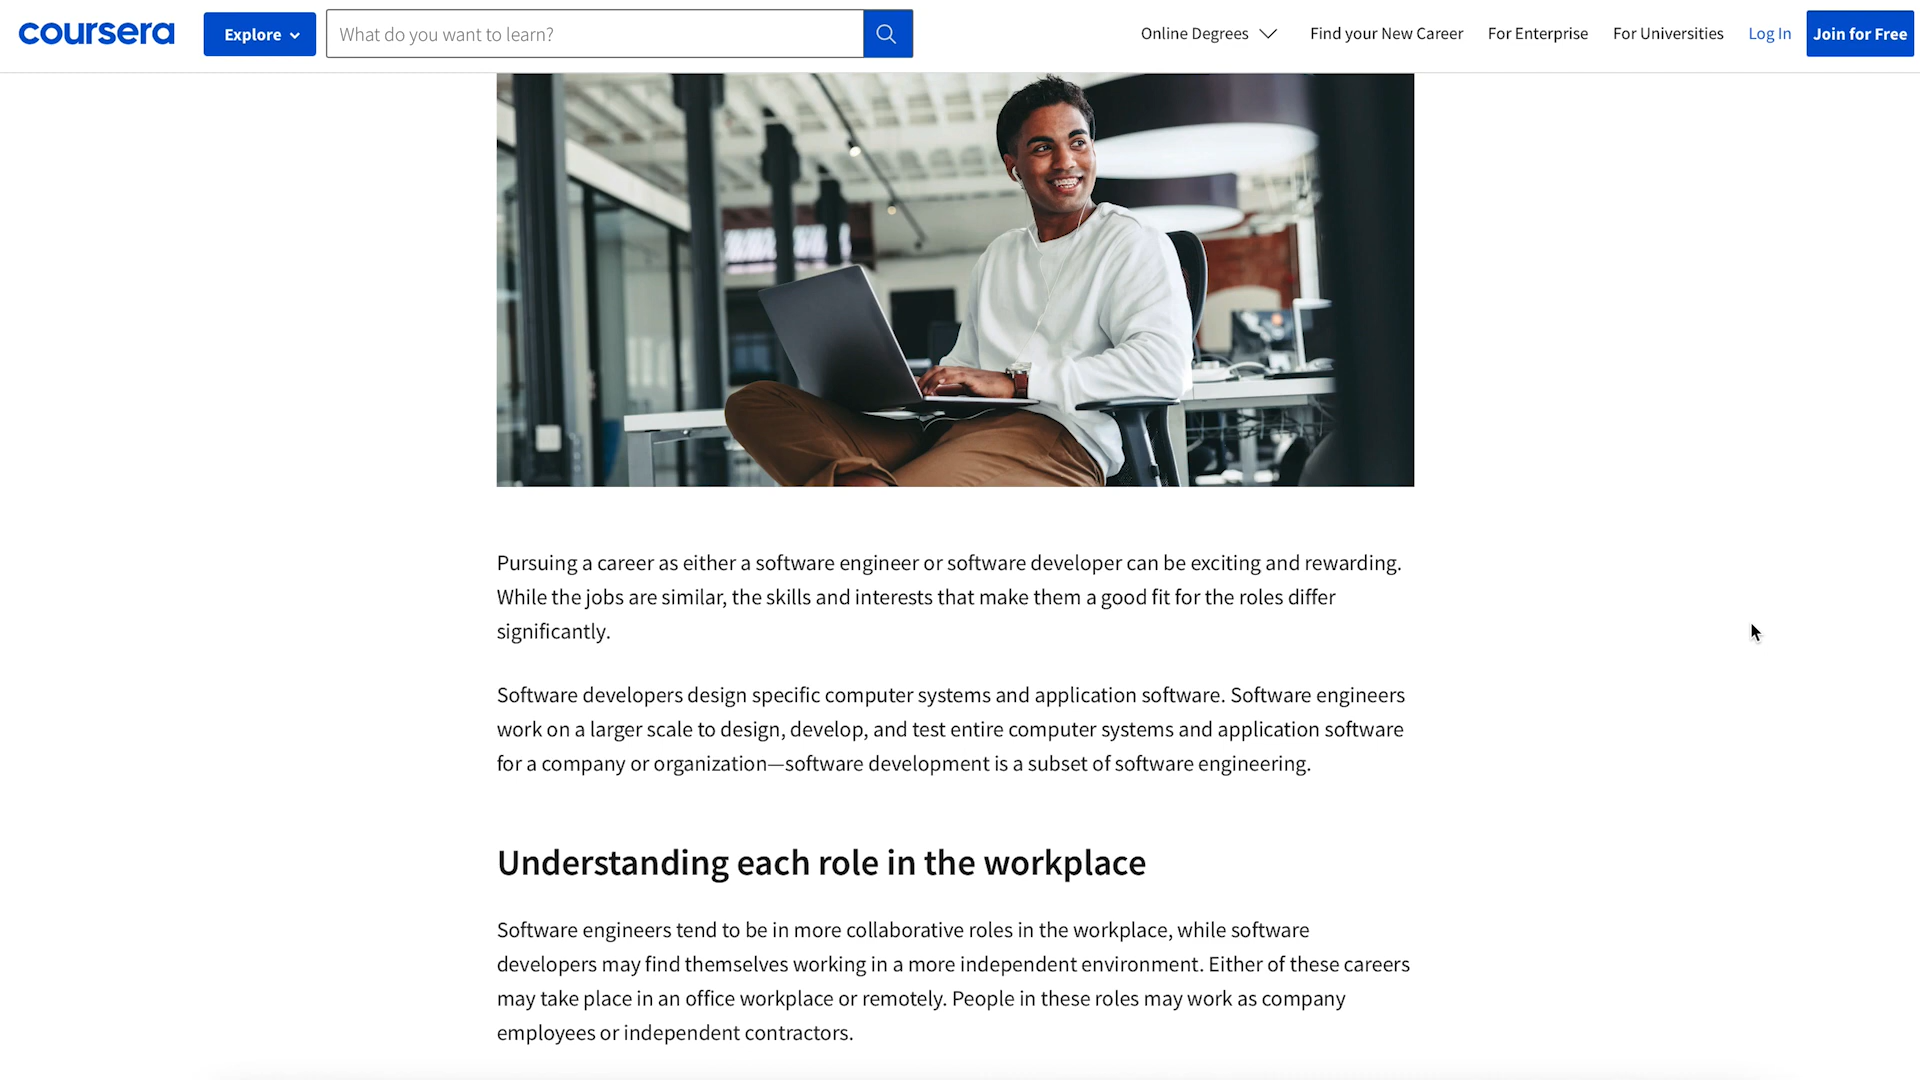 coursera
Explore
What do you want to learn?
Online Degrees
Find your New Career
For Enterprise
For Universities
Log In
Join for Free
Pursuing a career as either a software engineer or software developer can be exciting and rewarding.
While the jobs are similar, the skills and interests that make them a good fit for the roles differ
significantly.
Software developers design specific computer systems and application software. Software engineers
work on a larger scale to design, develop, and test entire computer systems and application software
for a company or organization—software development is a subset of software engineering.
Understanding each role in the workplace
Software engineers tend to be in more collaborative roles in the workplace, while software
developers may find themselves working in a more independent environment. Either of these careers
may take place in an office workplace or remotely. People in these roles may work as company
employees or independent contractors.